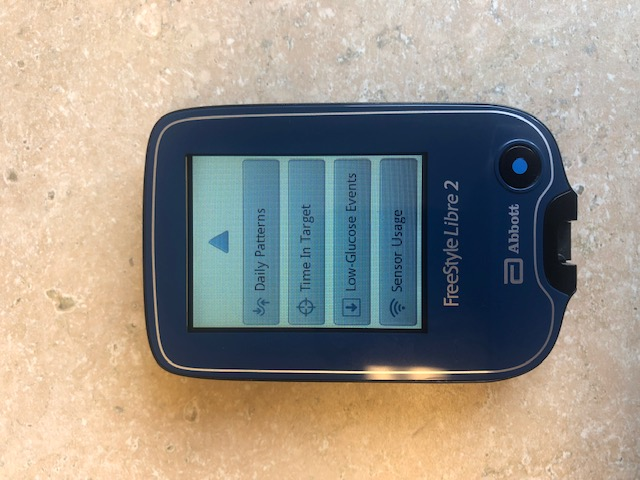 Daily Patterns
Time In Target
Low-Glucose Events
Sensor Usage
FreeStyle Libre 2
Abbott